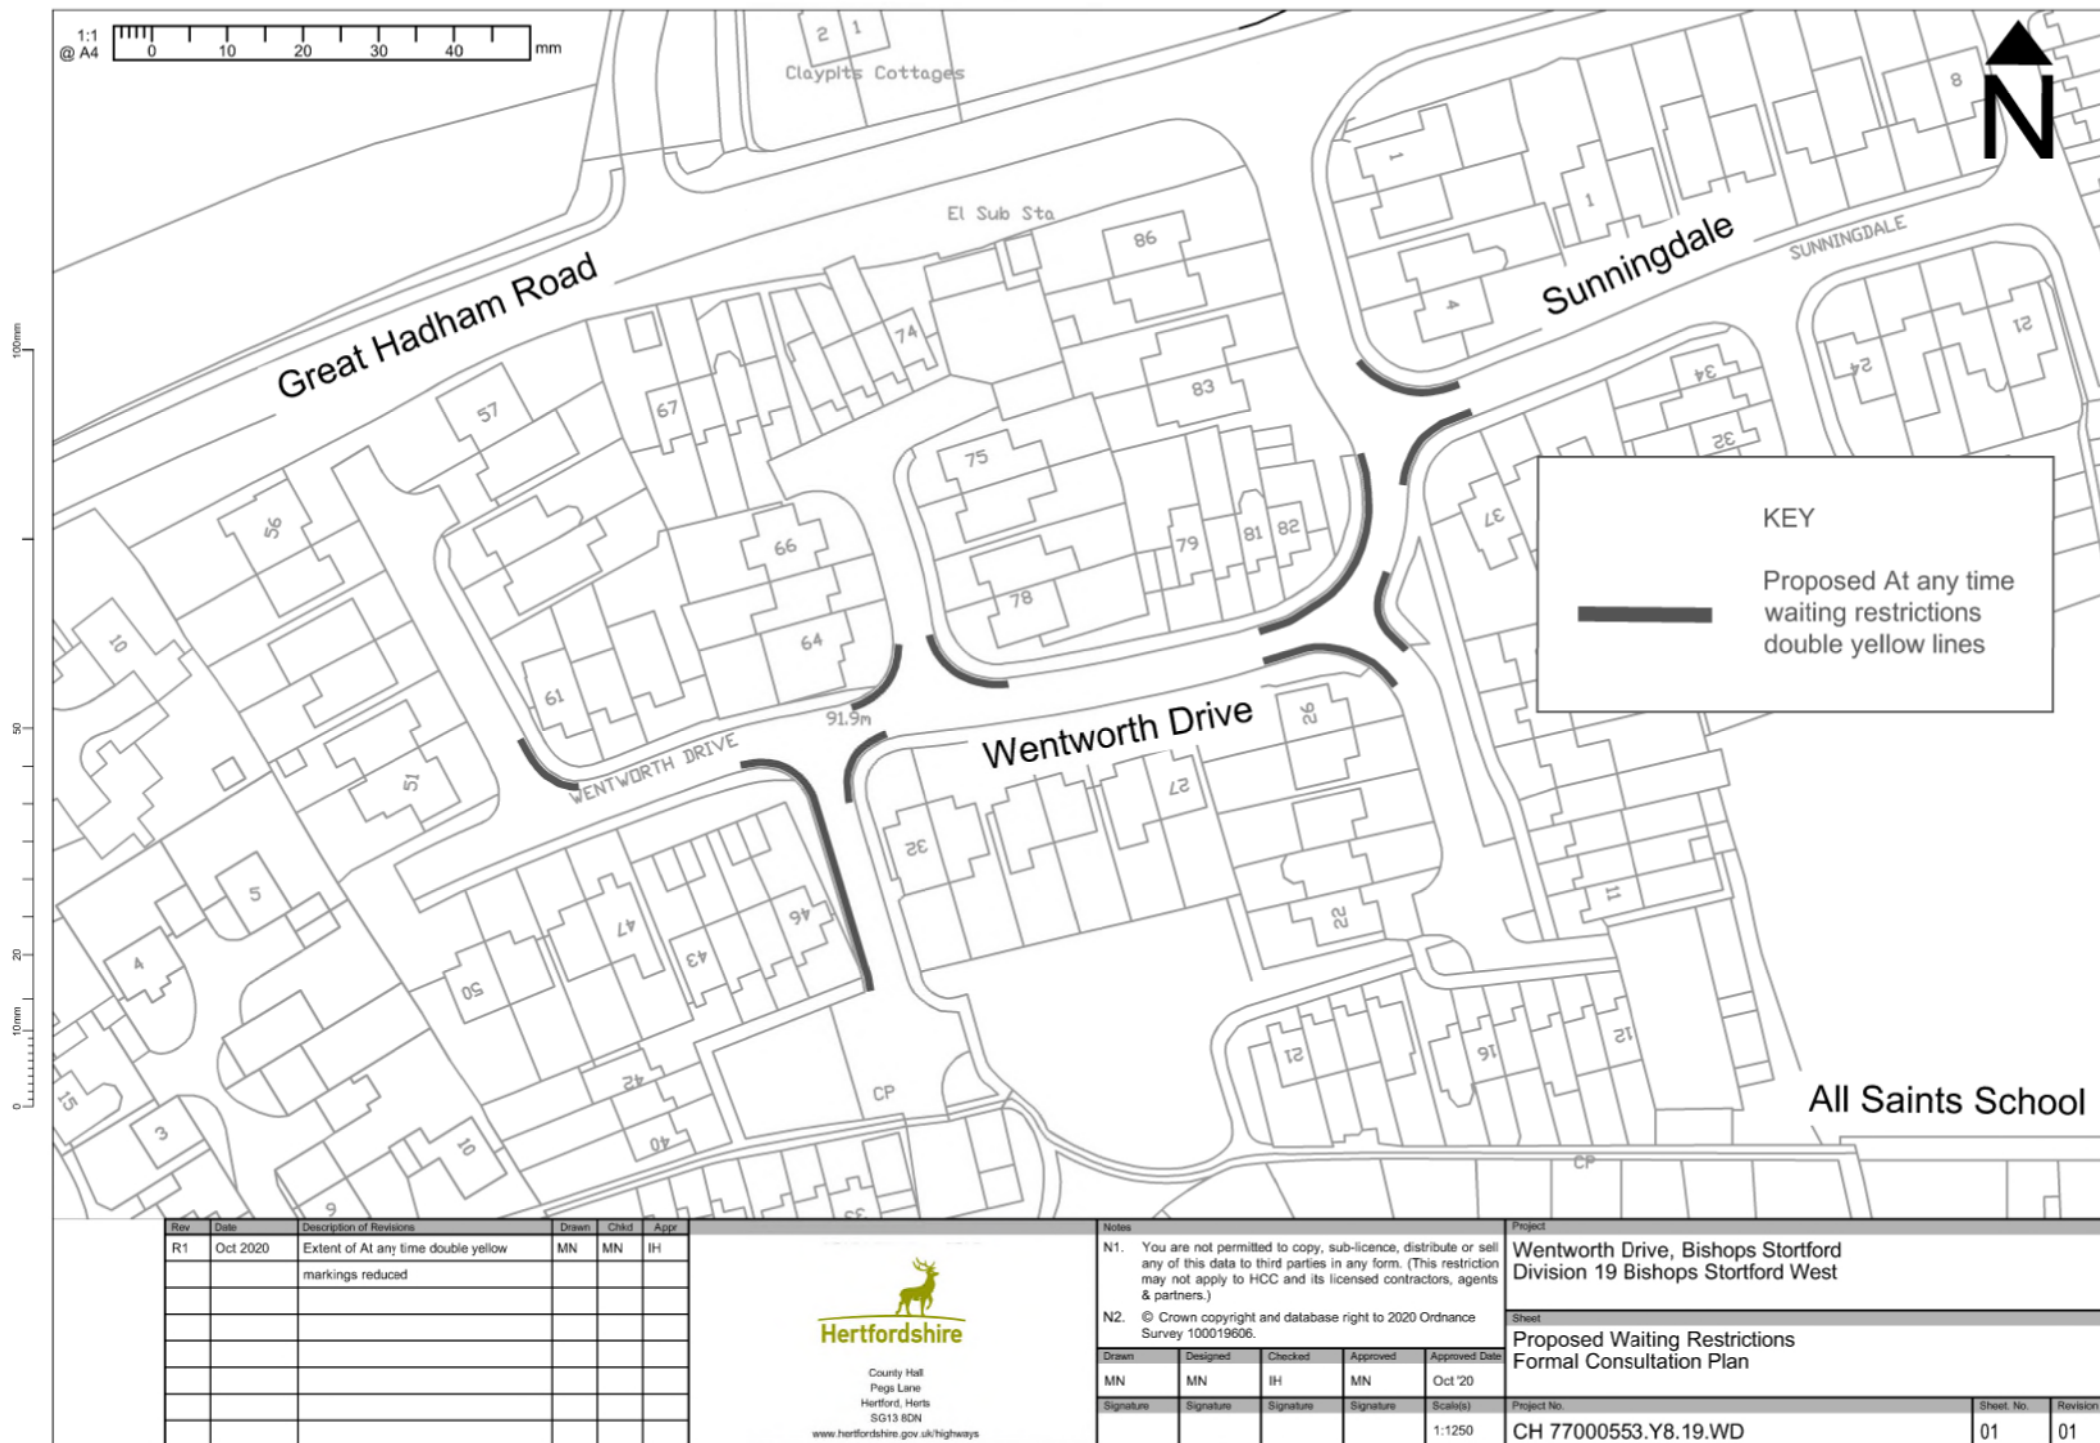 1:1
@ A4
0 10 20 30 40 mm
2 1
Claypits Cottages
N
8
1
1
El Sub Sta
86
Sunningdale
SUNNINGDALE
4
Great Hadham Road
74
21
24
34
32
83
67
57
75
56
37
KEY
Proposed At any time
waiting restrictions
double yellow lines
66
79
81
82
78
10
64
61
91.9m
Wentworth Drive
WENTWORTH DRIVE
26
27
51
32
5
11
22
46
47
43
4
50
21
16
12
42
CP
15
3
40
10
9
All Saints School
CP
33
100mm
50
20
10mm
0
Rev Date Description of Revisions Drawn Chkd Appr
R1 Oct 2020 Extent of At any time double yellow MN MN IH
markings reduced
Hertfordshire
County Hall
Pegs Lane
Hertford, Herts
SG13 8DN
www.hertfordshire.gov.uk/highways
Notes
N1. You are not permitted to copy, sub-licence, distribute or sell
any of this data to third parties in any form. (This restriction
may not apply to HCC and its licensed contractors, agents
& partners.)
N2. © Crown copyright and database right to 2020 Ordnance
Survey 100019606.
Drawn Designed Checked Approved Approved Date
MN MN IH MN Oct '20
Signature Signature Signature Signature Scale(s)
1:1250
Project
Wentworth Drive, Bishops Stortford
Division 19 Bishops Stortford West
Sheet
Proposed Waiting Restrictions
Formal Consultation Plan
Project No. Sheet. No. Revision
CH 77000553.Y8.19.WD 01 01